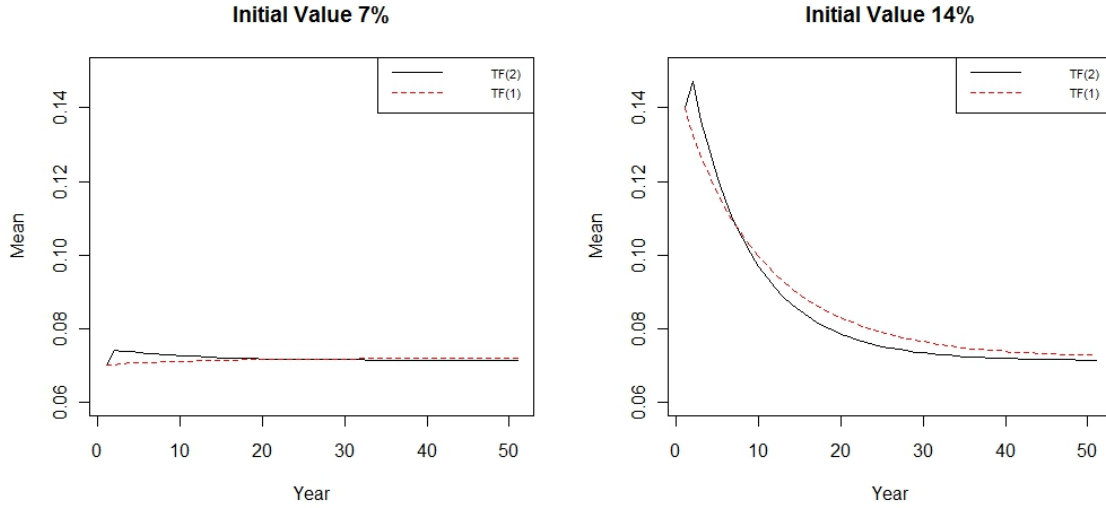 Initial Value 7%
TF(2)
TF(1)
Mean
0.14
0.12
0.10
0.08
0.06
0 10 20 30 40 50
Year
Initial Value 14%
TF(2)
TF(1)
Mean
0.14
0.12
0.10
0.08
0.06
0 10 20 30 40 50
Year